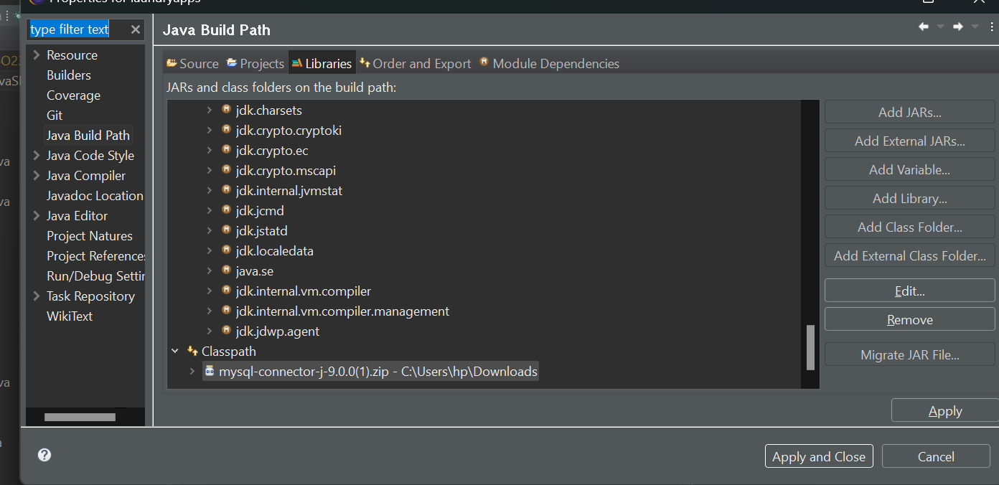 Properties for laundryapps
type filter text
Java Build Path
Resource
Builders
Coverage
Git
Java Build Path
Java Code Style
Java Compiler
Javadoc Location
Java Editor
Project Natures
Project References
Run/Debug Settin
Task Repository
WikiText
Source
Projects
Libraries
Order and Export
Module Dependencies
JARs and class folders on the build path:
jdk.charsets
jdk.crypto.cryptoki
jdk.crypto.ec
jdk.crypto.mscapi
jdk.internal.jvmstat
jdk.jcmd
jdk.jstatd
jdk.localedata
java.se
jdk.internal.vm.compiler
jdk.internal.vm.compiler.management
jdk.jdwp.agent
Classpath
mysql-connector-j-9.0.0(1).zip - C:\Users\hp\Downloads
Add JARs...
Add External JARs...
Add Variable...
Add Library...
Add Class Folder...
Add External Class Folder...
Edit...
Remove
Migrate JAR File...
Apply
Apply and Close
Cancel